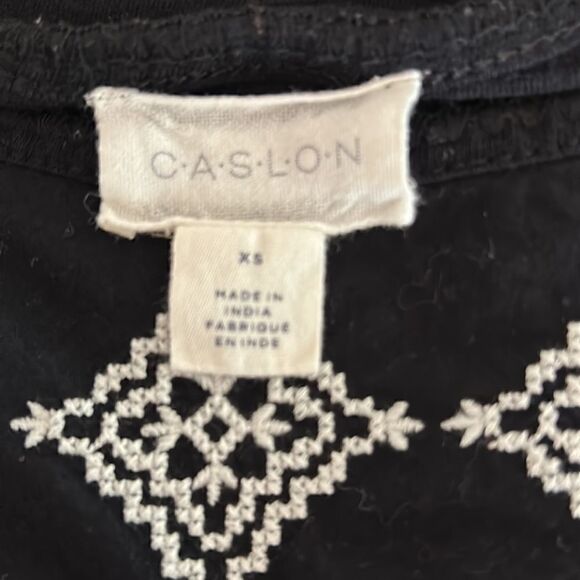 C·A·S·L·O·N
XS
MADE IN
INDIA
FABRIQUÉ
EN INDE